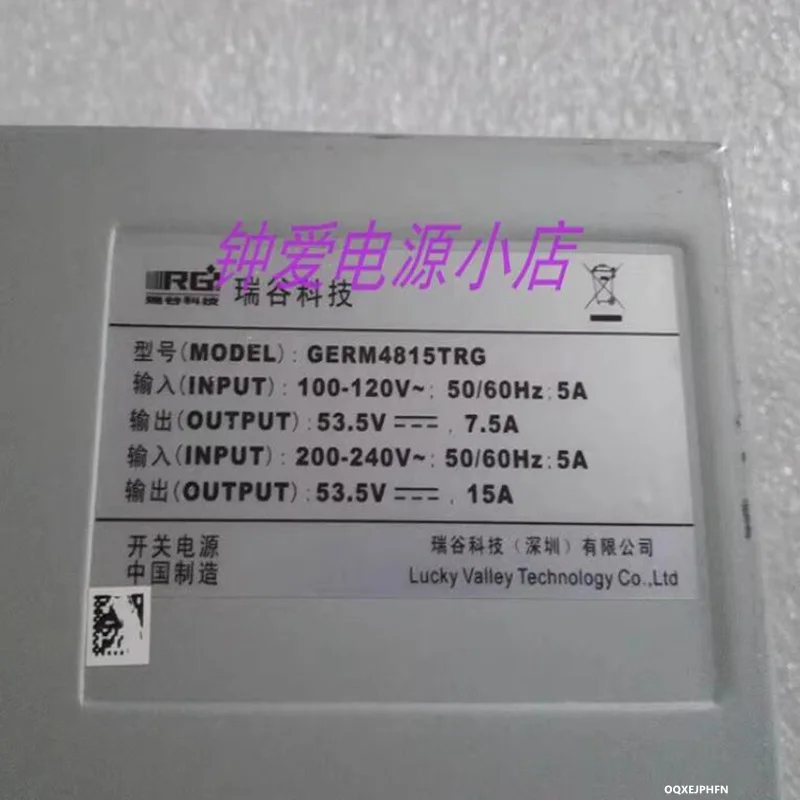 钟爱电源小店
RG
瑞谷科技 瑞谷科技
型号(MODEL): GERM4815TRG
输入(INPUT): 100-120V~; 50/60Hz; 5A
输出(OUTPUT): 53.5V⎓, 7.5A
输入(INPUT): 200-240V~; 50/60Hz; 5A
输出(OUTPUT): 53.5V⎓, 15A
开关电源 瑞谷科技（深圳）有限公司
中国制造 Lucky Valley Technology Co.,Ltd
OQXEJPHFN